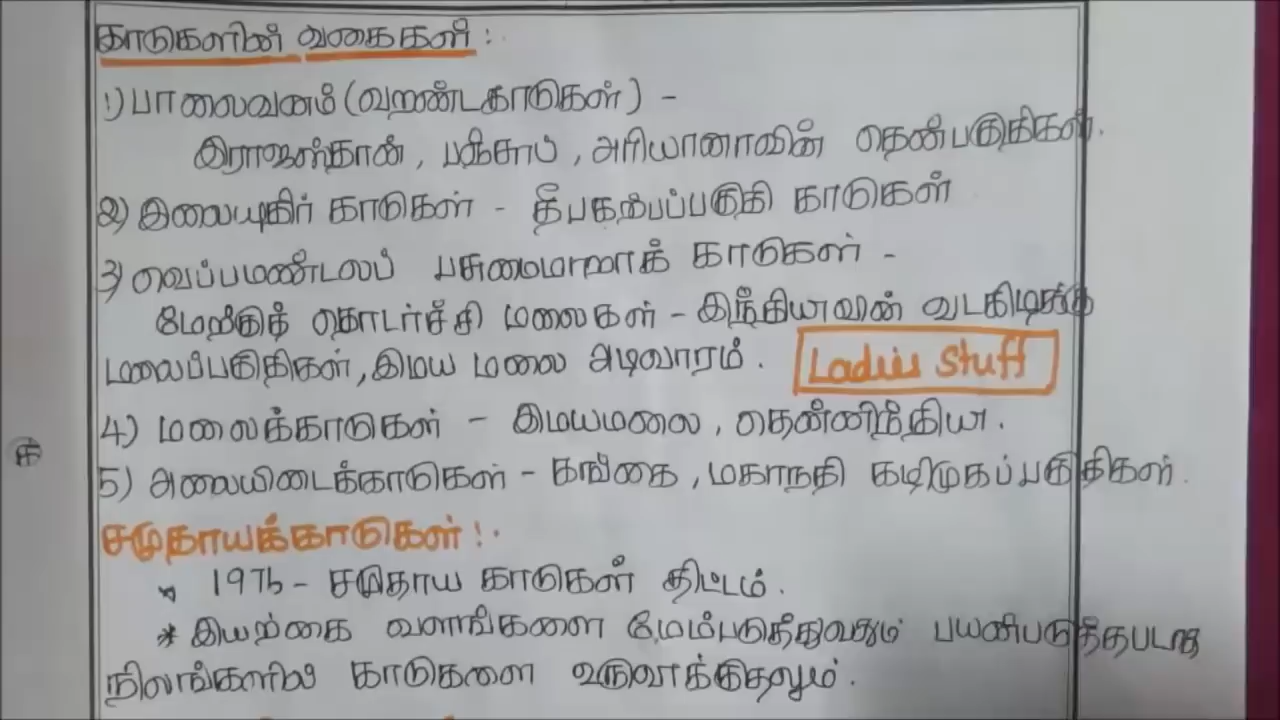 காடுகளின் வகைகள் :-
1) பாலைவனம் (வறண்டகாடுகள்) -
இராஜஸ்தான், பஞ்சாப், அரியானாவின் தென்பகுதிகள்.
2) இலையுதிர் காடுகள் - தீபகற்பப்பகுதி காடுகள்
3) வெப்பமண்டலப் பசுமைமாறாக் காடுகள் -
மேற்குத் தொடர்ச்சி மலைகள் - இந்தியாவின் வடகிழக்கு
மலைப்பகுதிகள், இமய மலை அடிவாரம். Ladies Stuff
4) மலைக்காடுகள் - இமயமலை, தென்னிந்தியா.
5) அலையிடைக்காடுகள் - கங்கை, மகாநதி கழிமுகப்பகுதிகள்.
சமுதாயக்காடுகள் :-
* 1976 - சமுதாய காடுகள் திட்டம்.
* இயற்கை வளங்களை மேம்படுத்துவதும் பயன்படுத்தபடாத
நிலங்களில் காடுகளை உருவாக்குதலும்.